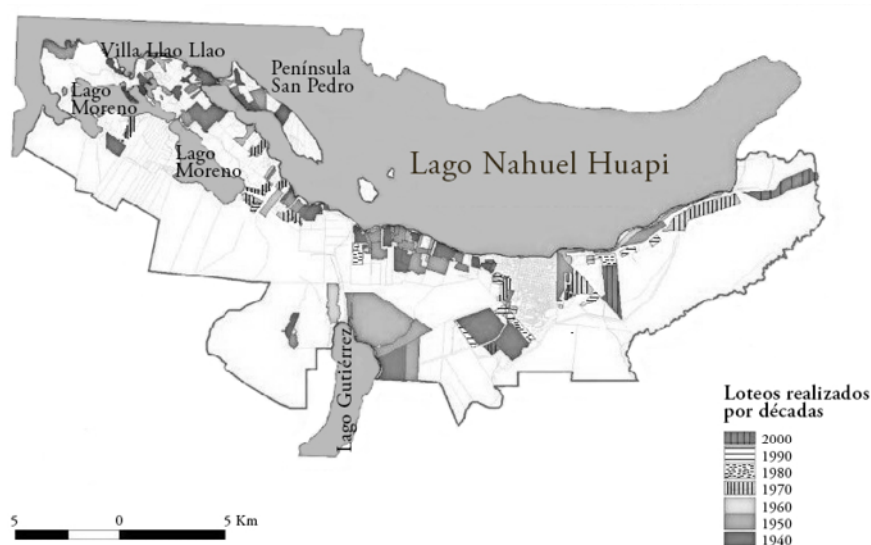 Villa Llao Llao
Península
San Pedro
Lago
Moreno
Lago
Moreno
Lago Nahuel Huapi
Lago Gutiérrez
Loteos realizados
por décadas
2000
1990
1980
1970
1960
1950
1940
5 0 5 Km